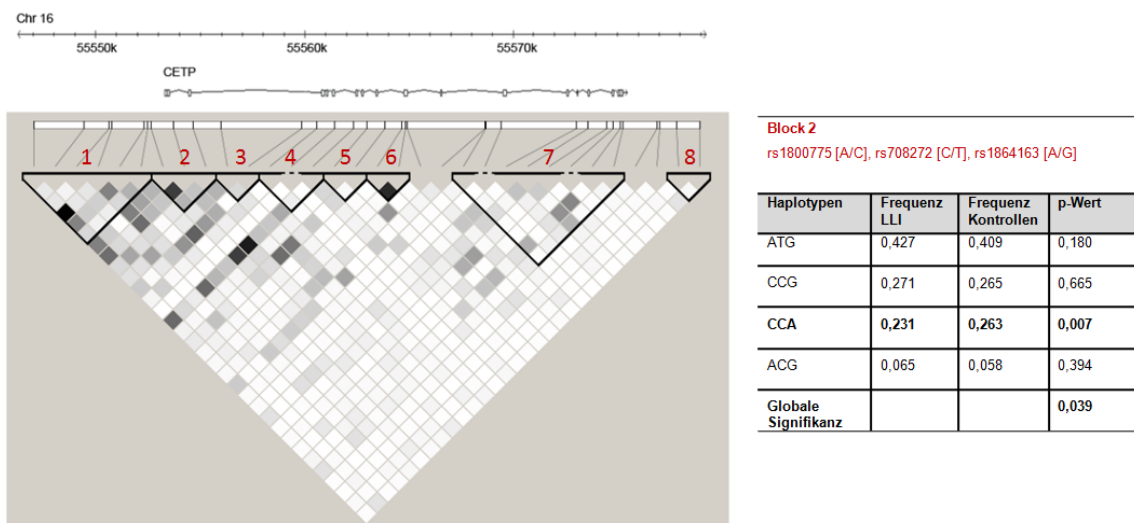 Chr 16
55550k 55560k 55570k
CETP
1 2 3 4 5 6 7 8
Block 2
rs1800775 [A/C], rs708272 [C/T], rs1864163 [A/G]
Haplotypen Frequenz LLI Frequenz Kontrollen p-Wert
ATG 0,427 0,409 0,180
CCG 0,271 0,265 0,665
CCA 0,231 0,263 0,007
ACG 0,065 0,058 0,394
Globale
Signifikanz 0,039